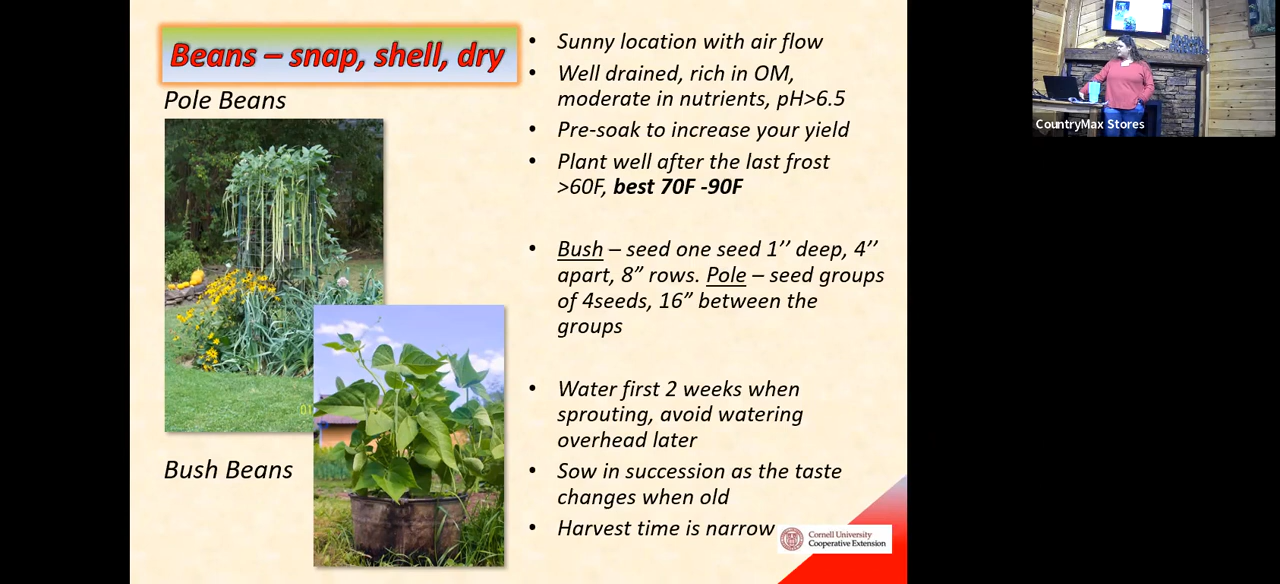 Beans – snap, shell, dry
Pole Beans
Bush Beans
• Sunny location with air flow
• Well drained, rich in OM,
moderate in nutrients, pH>6.5
• Pre-soak to increase your yield
• Plant well after the last frost
>60F, best 70F -90F
• Bush – seed one seed 1’’ deep, 4’’
apart, 8” rows. Pole – seed groups
of 4seeds, 16” between the
groups
• Water first 2 weeks when
sprouting, avoid watering
overhead later
• Sow in succession as the taste
changes when old
• Harvest time is narrow
Cornell University
Cooperative Extension
CountryMax Stores
01